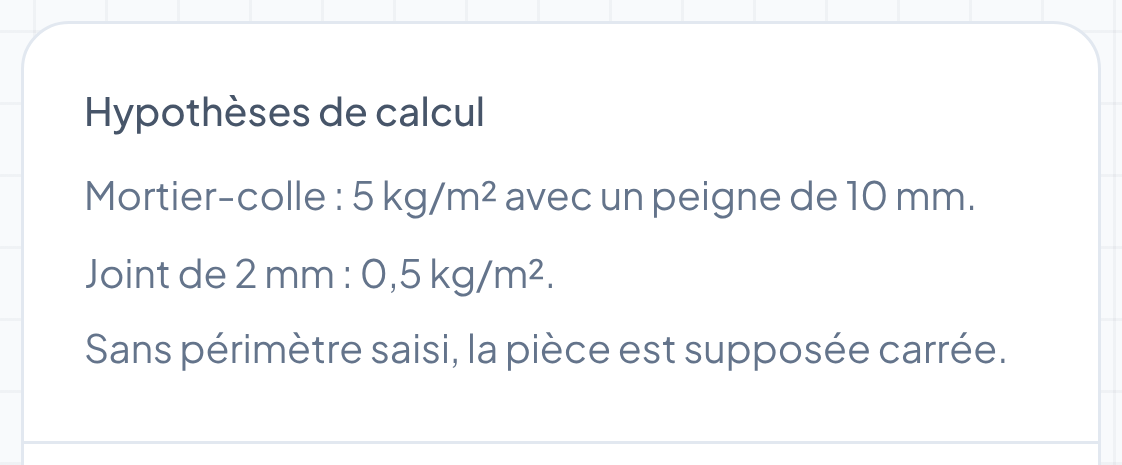 Hypothèses de calcul
Mortier-colle : 5 kg/m² avec un peigne de 10 mm.
Joint de 2 mm : 0,5 kg/m².
Sans périmètre saisi, la pièce est supposée carrée.